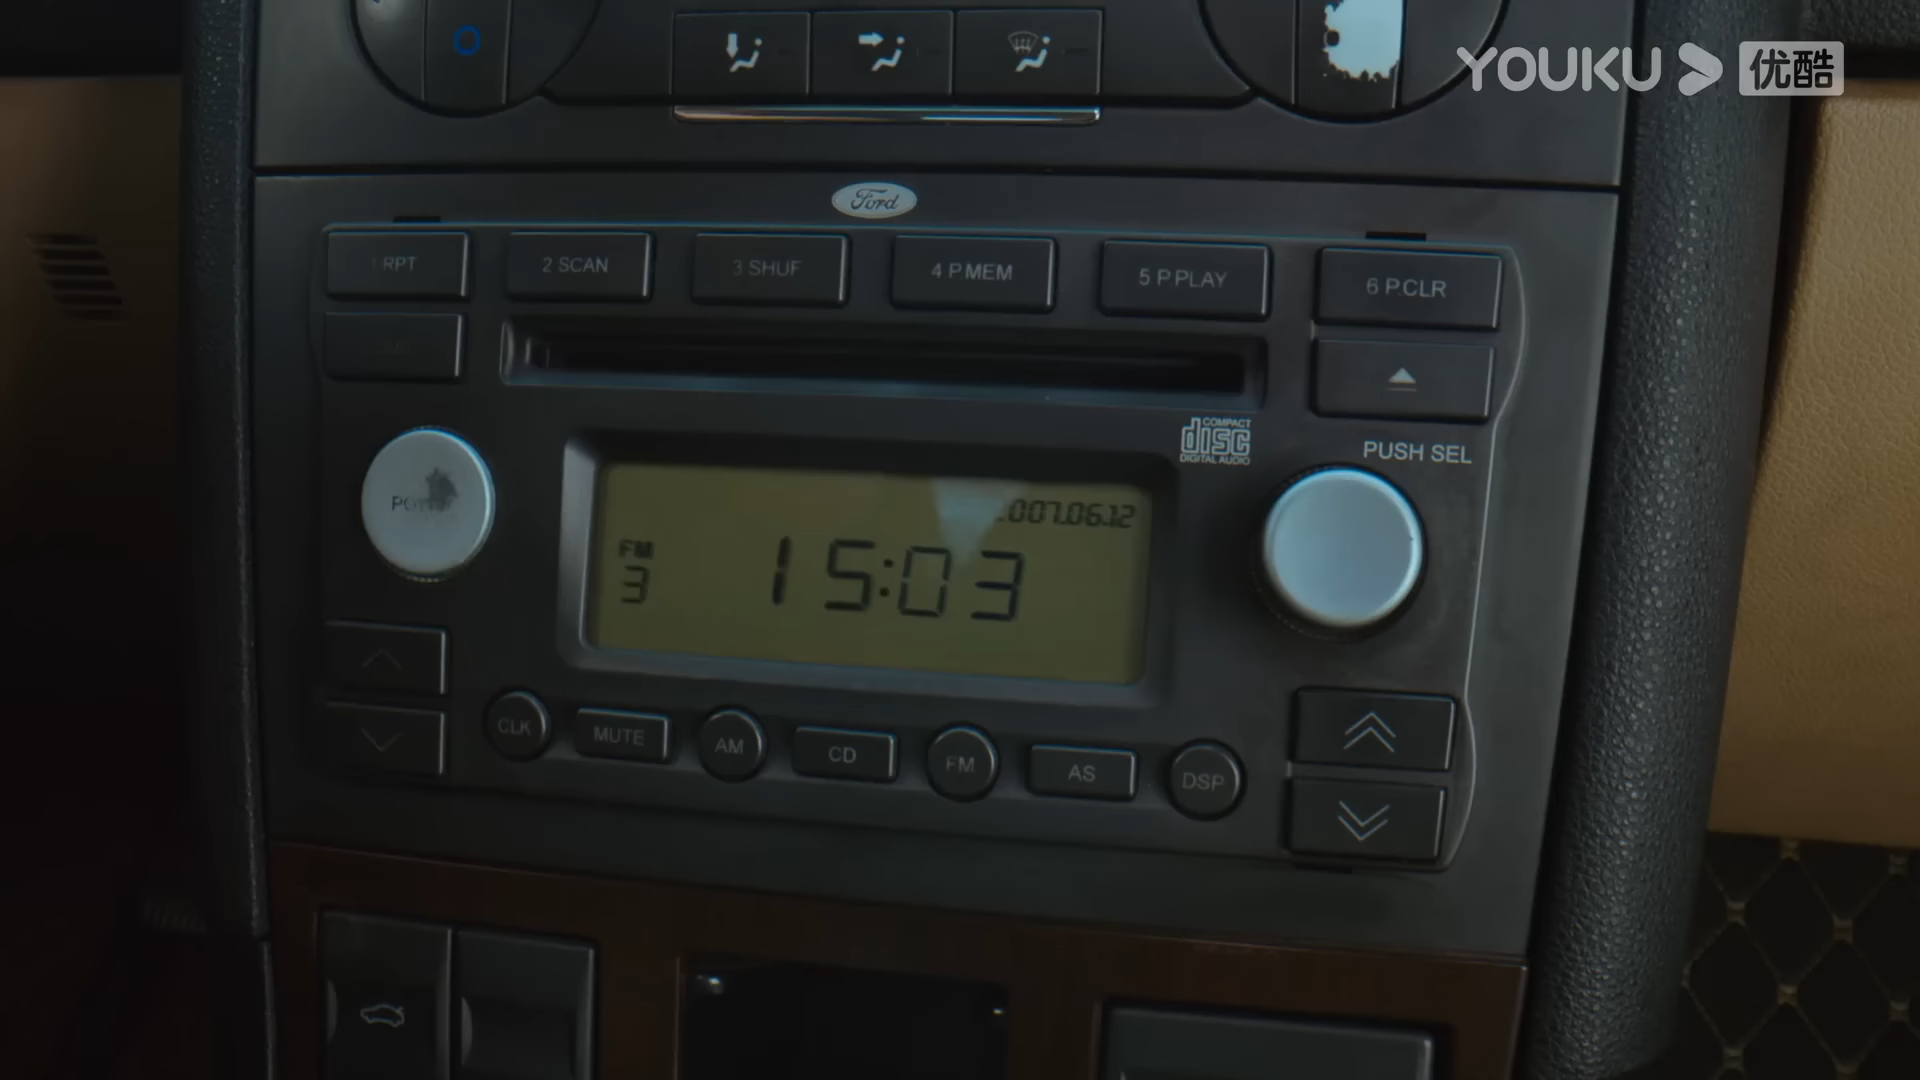 YOUKU 优酷
Ford
1 RPT
2 SCAN
3 SHUF
4 P.MEM
5 P.PLAY
6 P.CLR
COMPACT
disc
DIGITAL AUDIO
PUSH SEL
007.06.12
FM
3
15:03
CLK
MUTE
AM
CD
FM
AS
DSP